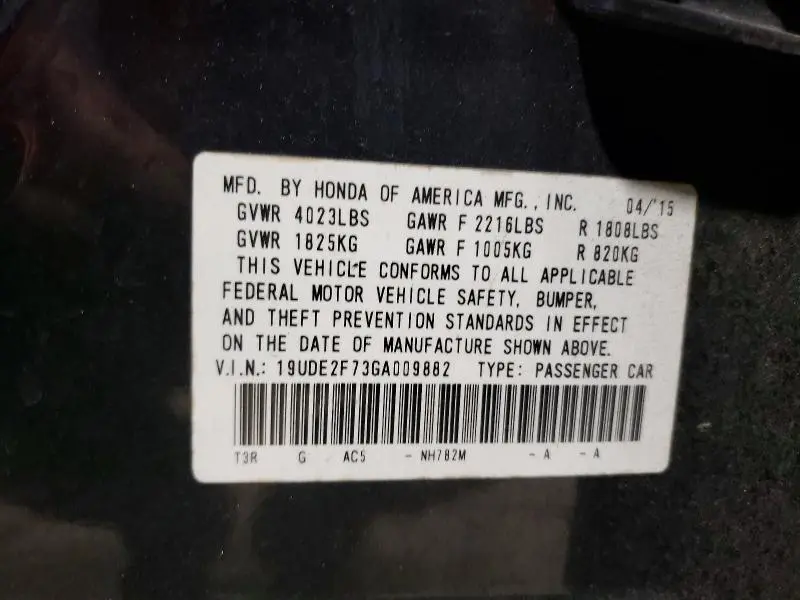 MFD. BY HONDA OF AMERICA MFG., INC. 04/'15
GVWR 4023LBS GAWR F 2216LBS R 1808LBS
GVWR 1825KG GAWR F 1005KG R 820KG
THIS VEHICLE CONFORMS TO ALL APPLICABLE
FEDERAL MOTOR VEHICLE SAFETY, BUMPER,
AND THEFT PREVENTION STANDARDS IN EFFECT
ON THE DATE OF MANUFACTURE SHOWN ABOVE.
V.I.N.: 19UDE2F73GA009882 TYPE: PASSENGER CAR
T3R G AC5 - NH782M - A - A